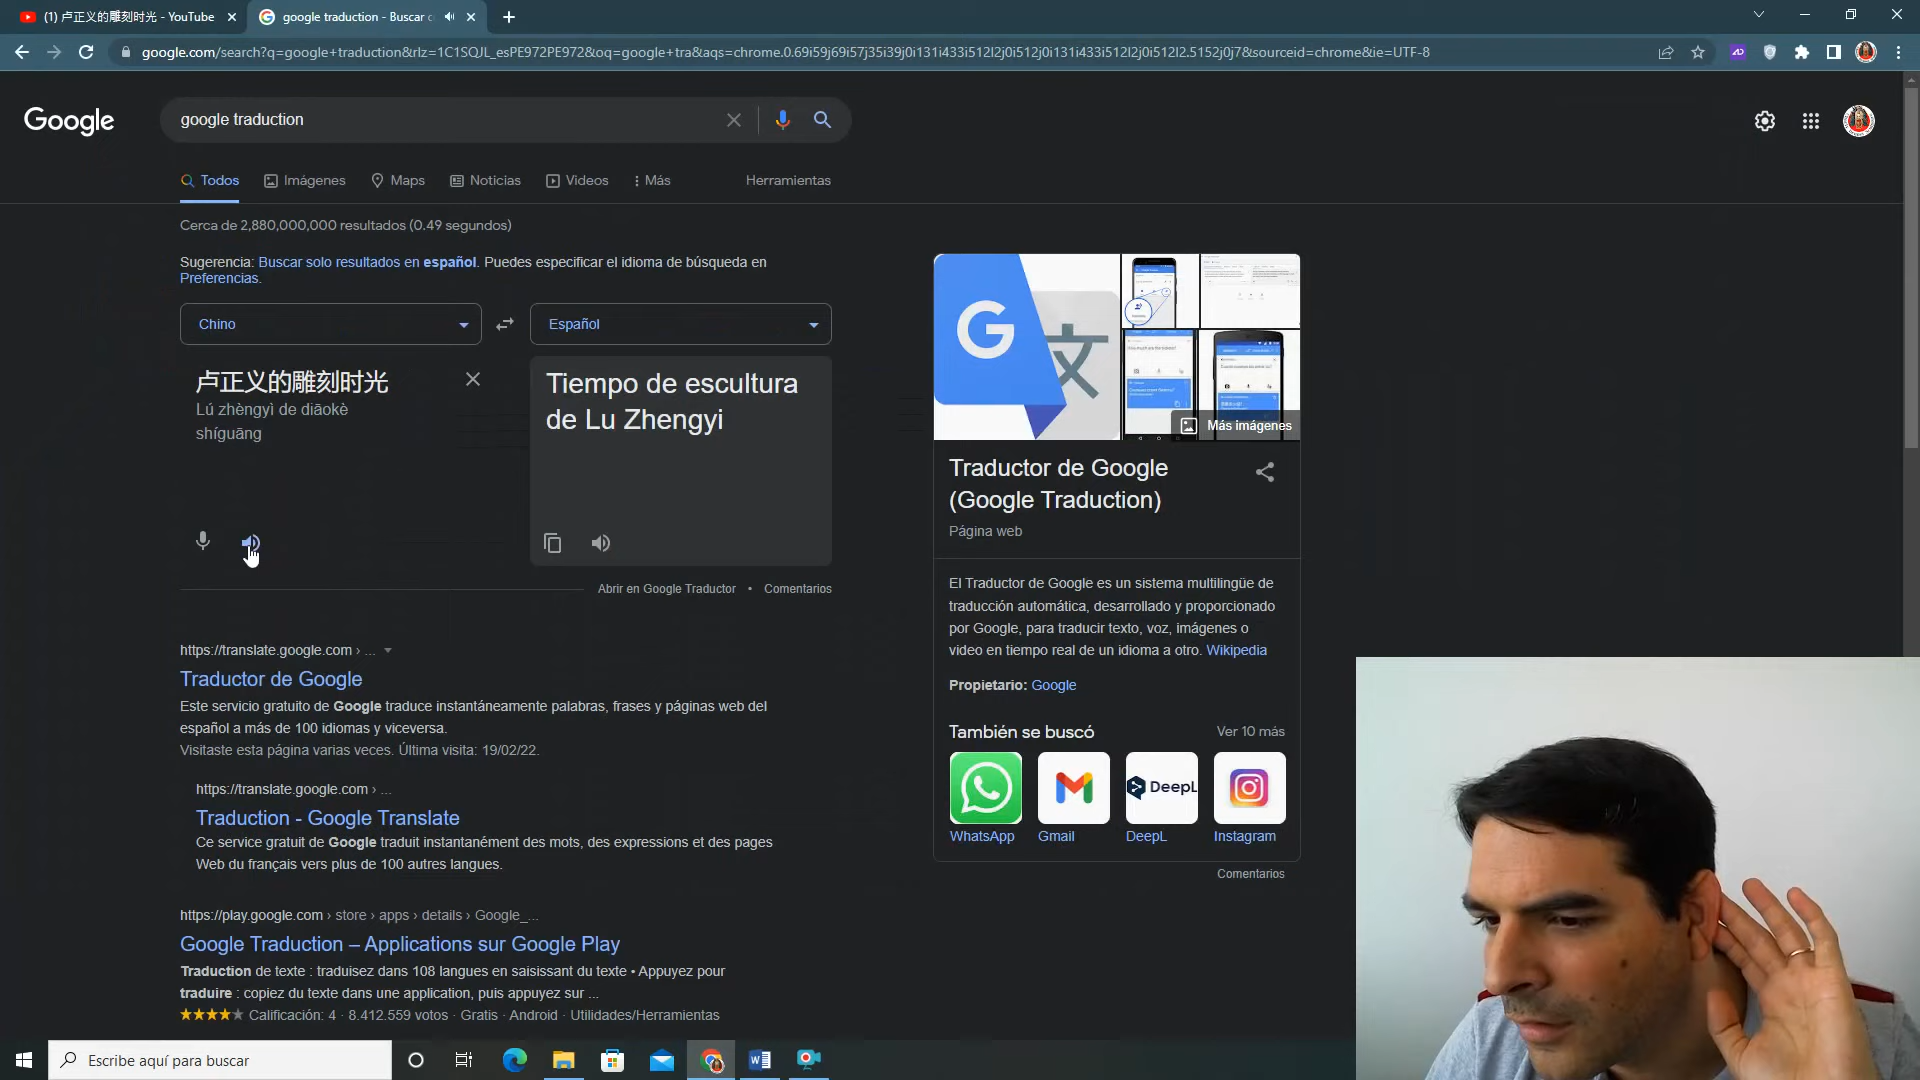 (1) 卢正义的雕刻时光 - YouTube
google traduction - Buscar c
google.com/search?q=google+traduction&rlz=1C1SQJL_esPE972PE972&oq=google+tra&aqs=chrome.0.69i59j69i57j35i39j0i131i433i512l2j0i512j0i131i433i512l2j0i512l2.5152j0j7&sourceid=chrome&ie=UTF-8
Google
google traduction
Todos
Imágenes
Maps
Noticias
Videos
Más
Herramientas
Cerca de 2,880,000,000 resultados (0.49 segundos)
Sugerencia: Buscar solo resultados en español. Puedes especificar el idioma de búsqueda en
Preferencias.
Chino
Español
卢正义的雕刻时光
Lú zhèngyì de diāokè
shíguāng
Tiempo de escultura
de Lu Zhengyi
Abrir en Google Traductor • Comentarios
https://translate.google.com › ...
Traductor de Google
Este servicio gratuito de Google traduce instantáneamente palabras, frases y páginas web del
español a más de 100 idiomas y viceversa.
Visitaste esta página varias veces. Última visita: 19/02/22.
https://translate.google.com › ...
Traduction - Google Translate
Ce service gratuit de Google traduit instantanément des mots, des expressions et des pages
Web du français vers plus de 100 autres langues.
https://play.google.com › store › apps › details › Google_...
Google Traduction – Applications sur Google Play
Traduction de texte : traduisez dans 108 langues en saisissant du texte • Appuyez pour
traduire : copiez du texte dans une application, puis appuyez sur ...
Calificación: 4 · 8.412.559 votos · Gratis · Android · Utilidades/Herramientas
G
文
Más imágenes
Traductor de Google
(Google Traduction)
Página web
El Traductor de Google es un sistema multilingüe de
traducción automática, desarrollado y proporcionado
por Google, para traducir texto, voz, imágenes o
video en tiempo real de un idioma a otro. Wikipedia
Propietario: Google
También se buscó
Ver 10 más
DeepL
WhatsApp
Gmail
DeepL
Instagram
Comentarios
Escribe aquí para buscar